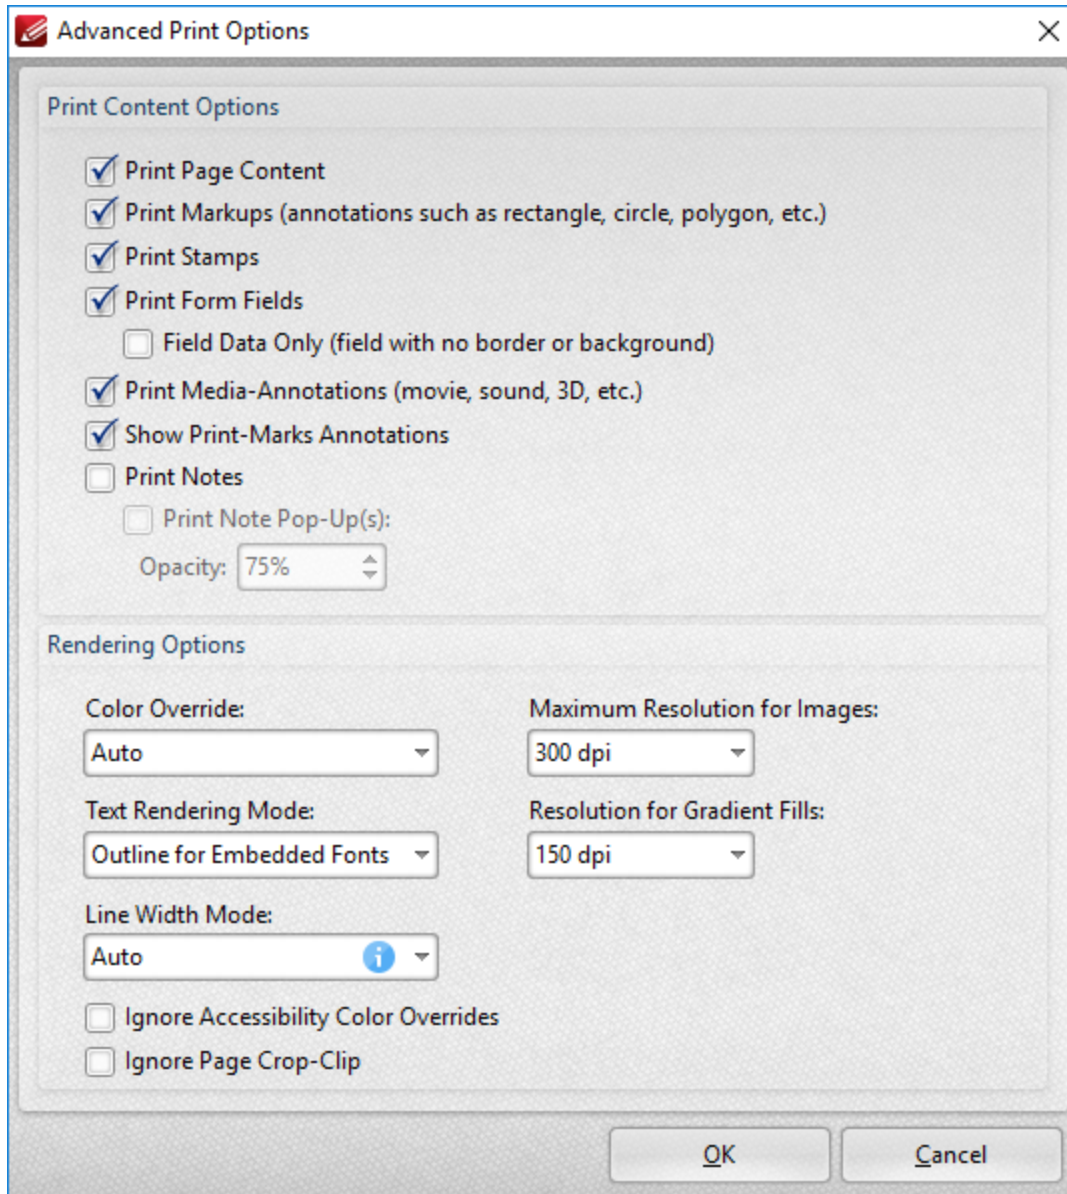 Advanced Print Options
Print Content Options
Print Page Content
Print Markups (annotations such as rectangle, circle, polygon, etc.)
Print Stamps
Print Form Fields
Field Data Only (field with no border or background)
Print Media-Annotations (movie, sound, 3D, etc.)
Show Print-Marks Annotations
Print Notes
Print Note Pop-Up(s):
Opacity: 75%
Rendering Options
Color Override:
Auto
Maximum Resolution for Images:
300 dpi
Text Rendering Mode:
Outline for Embedded Fonts
Resolution for Gradient Fills:
150 dpi
Line Width Mode:
Auto
Ignore Accessibility Color Overrides
Ignore Page Crop-Clip
OK
Cancel